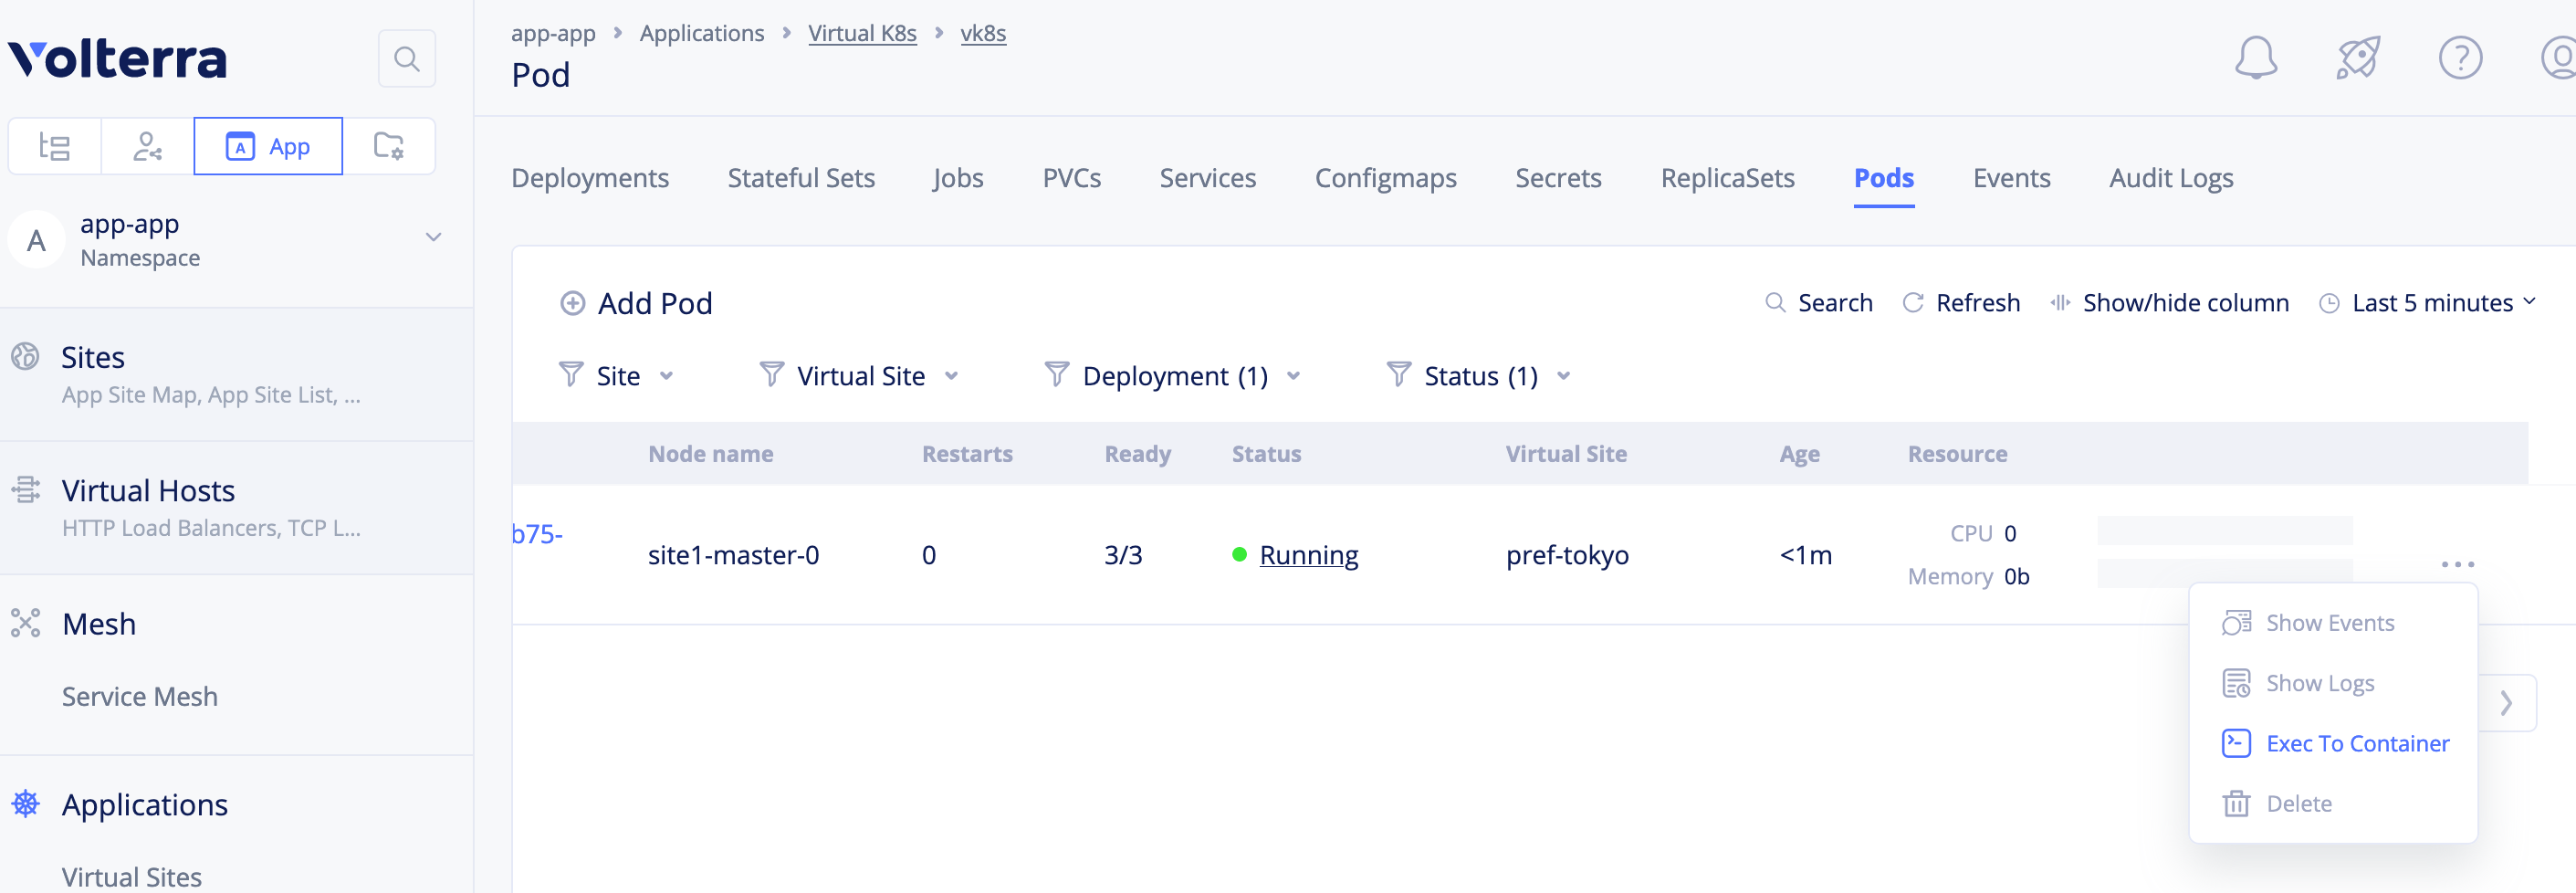 Volterra
App
A
app-app
Namespace
Sites
App Site Map, App Site List, ...
Virtual Hosts
HTTP Load Balancers, TCP L...
Mesh
Service Mesh
Applications
Virtual Sites
app-app > Applications > Virtual K8s > vk8s
Pod
Deployments Stateful Sets Jobs PVCs Services Configmaps Secrets ReplicaSets Pods Events Audit Logs
Add Pod
Search Refresh Show/hide column Last 5 minutes
Site Virtual Site Deployment (1) Status (1)
Node name Restarts Ready Status Virtual Site Age Resource
b75- site1-master-0 0 3/3 Running pref-tokyo <1m
CPU 0
Memory 0b
...
Show Events
Show Logs
Exec To Container
Delete